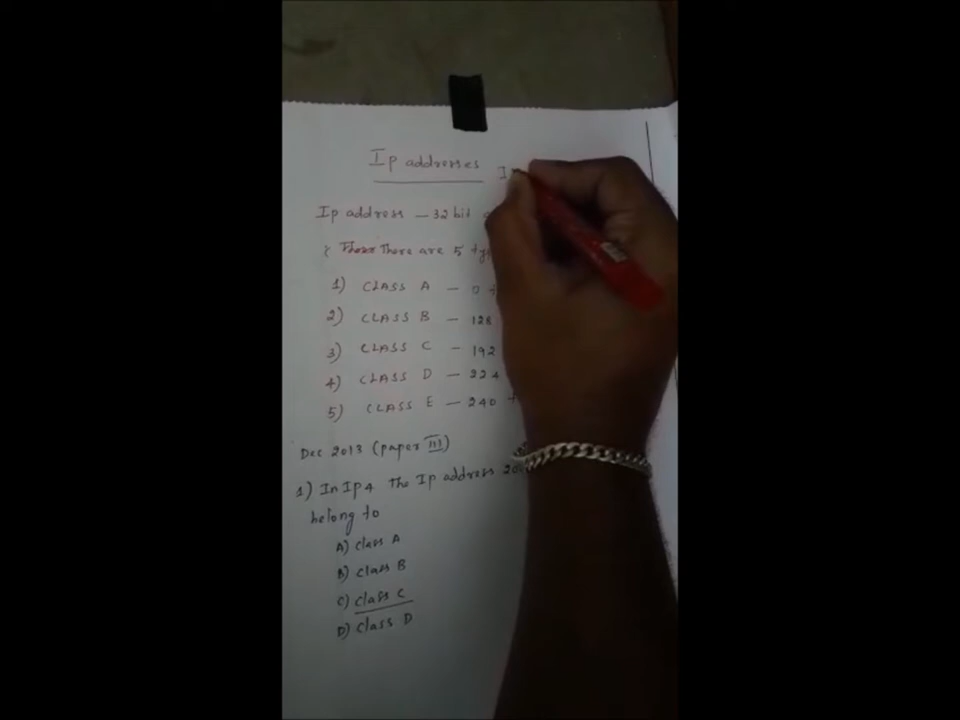 Ip addresses I
Ip address - 32 bit
There There are 5
1) CLASS A - 0
2) CLASS B - 128
3) CLASS C - 192
4) CLASS D - 224
5) CLASS E - 240
Dec 2013 (paper III)
1) In Ip4 the Ip address
belong to
A) Class A
B) Class B
C) Class C
D) Class D